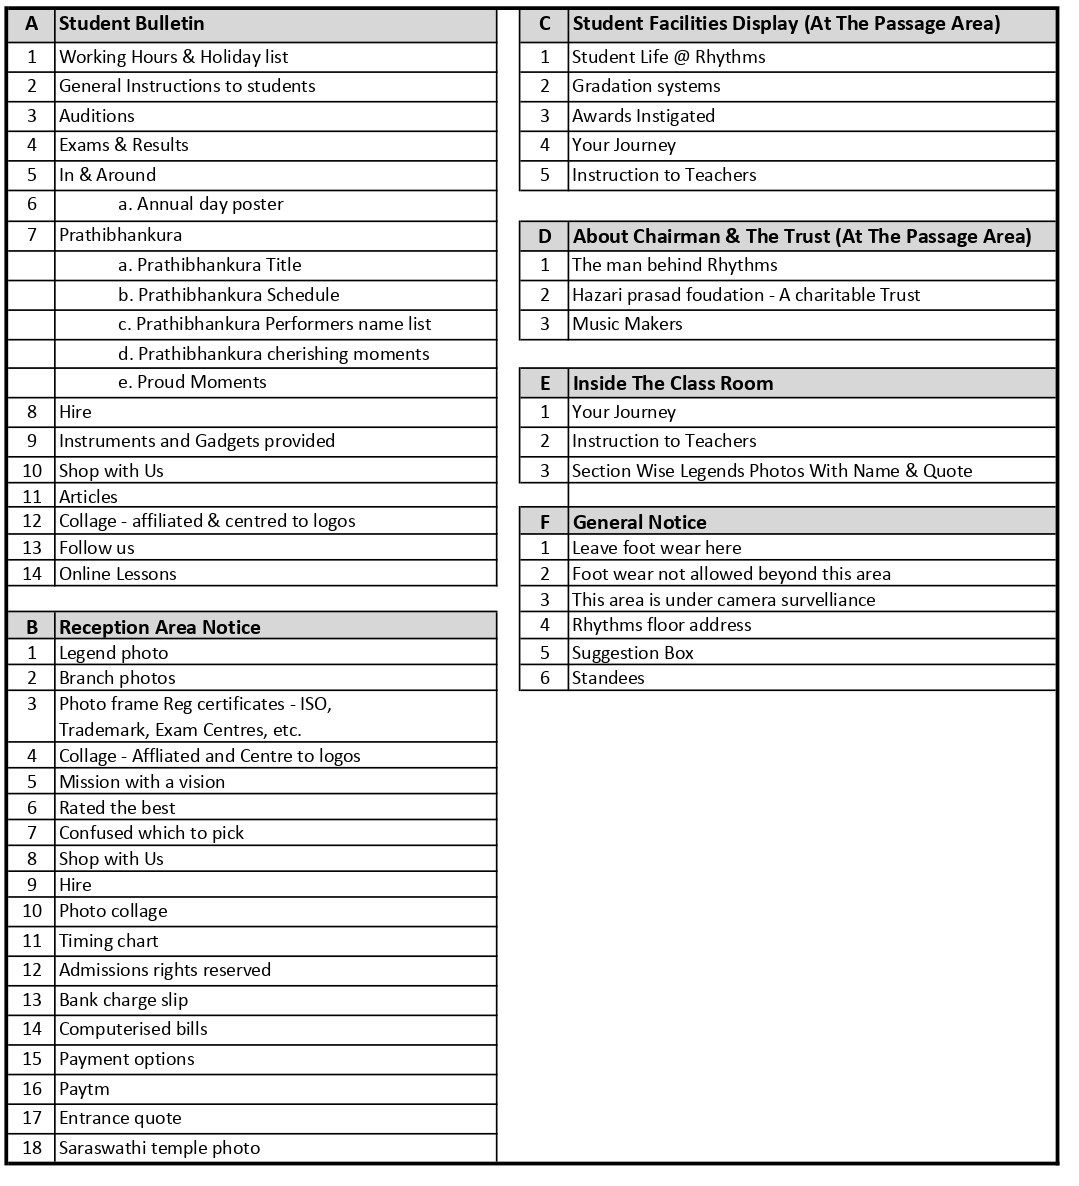 A Student Bulletin
1 Working Hours & Holiday list
2 General Instructions to students
3 Auditions
4 Exams & Results
5 In & Around
6 a. Annual day poster
7 Prathibhankura
a. Prathibhankura Title
b. Prathibhankura Schedule
c. Prathibhankura Performers name list
d. Prathibhankura cherishing moments
e. Proud Moments
8 Hire
9 Instruments and Gadgets provided
10 Shop with Us
11 Articles
12 Collage - affiliated & centred to logos
13 Follow us
14 Online Lessons
B Reception Area Notice
1 Legend photo
2 Branch photos
3 Photo frame Reg certificates - ISO,
Trademark, Exam Centres, etc.
4 Collage - Affliated and Centre to logos
5 Mission with a vision
6 Rated the best
7 Confused which to pick
8 Shop with Us
9 Hire
10 Photo collage
11 Timing chart
12 Admissions rights reserved
13 Bank charge slip
14 Computerised bills
15 Payment options
16 Paytm
17 Entrance quote
18 Saraswathi temple photo
C Student Facilities Display (At The Passage Area)
1 Student Life @ Rhythms
2 Gradation systems
3 Awards Instigated
4 Your Journey
5 Instruction to Teachers
D About Chairman & The Trust (At The Passage Area)
1 The man behind Rhythms
2 Hazari prasad foudation - A charitable Trust
3 Music Makers
E Inside The Class Room
1 Your Journey
2 Instruction to Teachers
3 Section Wise Legends Photos With Name & Quote
F General Notice
1 Leave foot wear here
2 Foot wear not allowed beyond this area
3 This area is under camera survelliance
4 Rhythms floor address
5 Suggestion Box
6 Standees